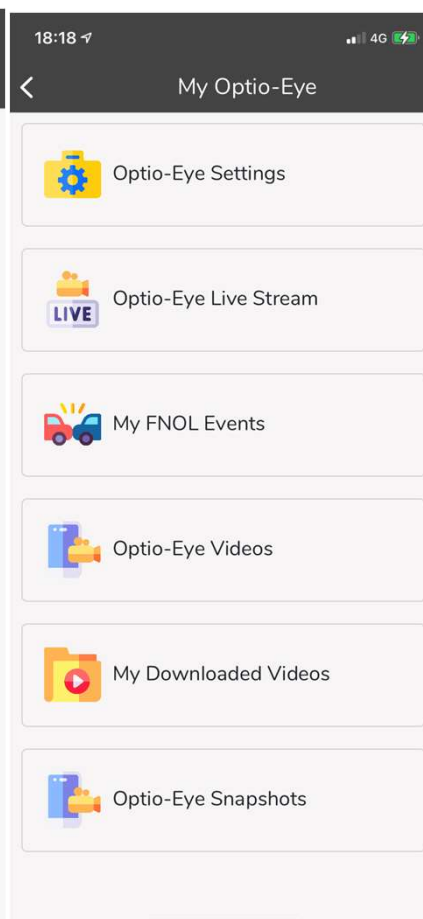 18:18
4G
My Optio-Eye
Optio-Eye Settings
LIVE
Optio-Eye Live Stream
My FNOL Events
Optio-Eye Videos
My Downloaded Videos
Optio-Eye Snapshots